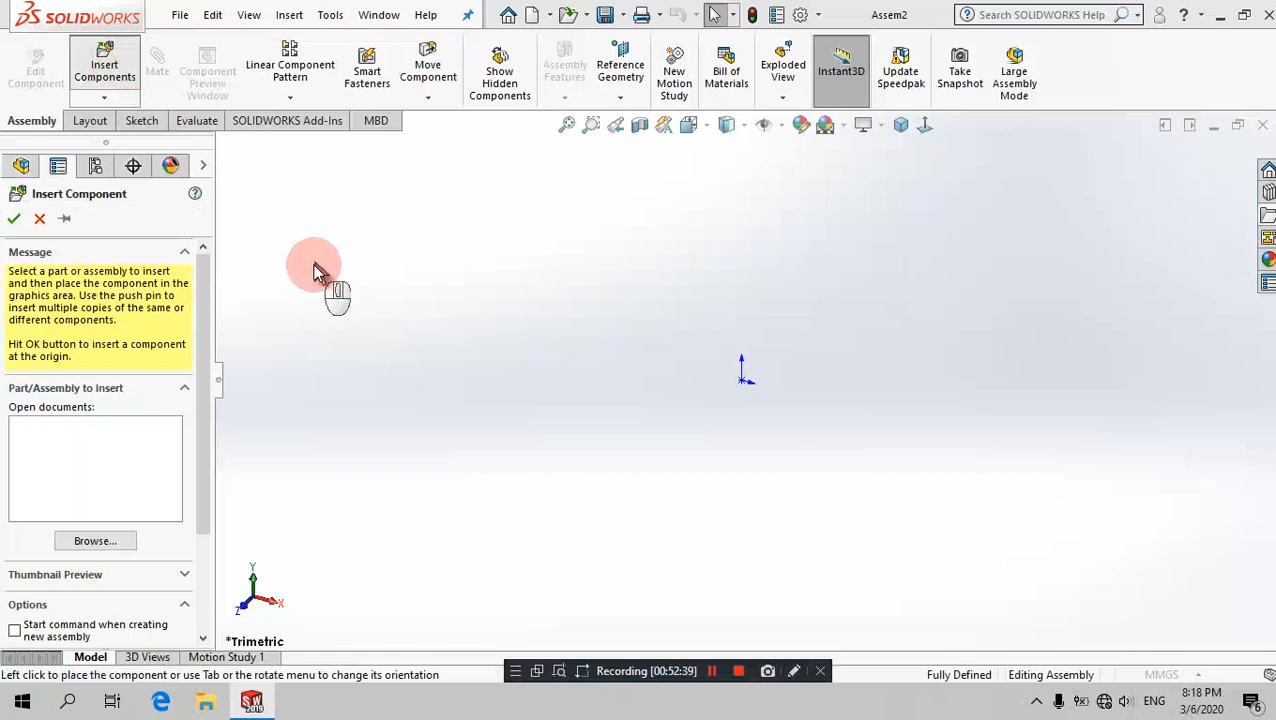 SOLIDWORKS File Edit View Insert Tools Window Help Assem2 Search SOLIDWORKS Help
Edit Component
Insert Components
Mate
Component Preview Window
Linear Component Pattern
Smart Fasteners
Move Component
Show Hidden Components
Assembly Features
Reference Geometry
New Motion Study
Bill of Materials
Exploded View
Instant3D
Update Speedpak
Take Snapshot
Large Assembly Mode
Assembly Layout Sketch Evaluate SOLIDWORKS Add-Ins MBD
Insert Component
Message
Select a part or assembly to insert
and then place the component in the
graphics area. Use the push pin to
insert multiple copies of the same or
different components.
Hit OK button to insert a component
at the origin.
Part/Assembly to Insert
Open documents:
Browse...
Thumbnail Preview
Options
Start command when creating
new assembly
Y
X
Z
*Trimetric
Model 3D Views Motion Study 1
Left click to place the component or use Tab or the rotate menu to change its orientation
Recording [00:52:39]
Fully Defined Editing Assembly MMGS
SW
2019
ENG
8:18 PM
3/6/2020
6